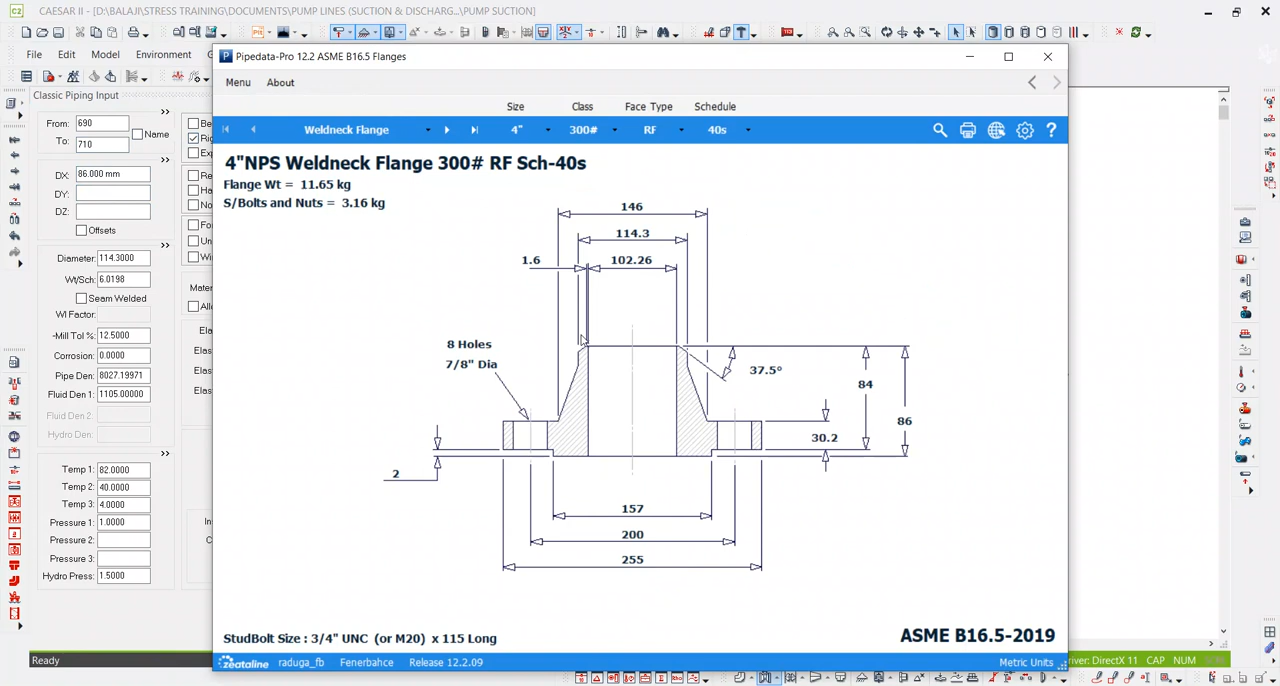 CAESAR II - [D:\BALAJI\STRESS TRAINING\DOCUMENTS\PUMP LINES (SUCTION & DISCHARG...\PUMP SUCTION]
File Edit Model Environment
Classic Piping Input
From: 690
To: 710
Name
DX: 86.000 mm
DY:
DZ:
Offsets
Diameter: 114.3000
Wt/Sch: 6.0198
Seam Welded
WI Factor:
-Mill Tol %: 12.5000
Corrosion: 0.0000
Pipe Den: 8027.19971
Fluid Den 1: 1105.00000
Fluid Den 2:
Hydro Den:
Temp 1: 82.0000
Temp 2: 40.0000
Temp 3: 4.0000
Pressure 1: 1.0000
Pressure 2:
Pressure 3:
Hydro Press: 1.5000
Ready
Pipedata-Pro 12.2 ASME B16.5 Flanges
Menu About
Size Class Face Type Schedule
Weldneck Flange 4" 300# RF 40s
4"NPS Weldneck Flange 300# RF Sch-40s
Flange Wt = 11.65 kg
S/Bolts and Nuts = 3.16 kg
146
114.3
1.6 102.26
8 Holes
7/8" Dia
37.5°
84
86
30.2
2
157
200
255
StudBolt Size : 3/4" UNC (or M20) x 115 Long
ASME B16.5-2019
zeataline raduga_fb Fenerbahce Release 12.2.09 Metric Units
river: DirectX 11 CAP NUM